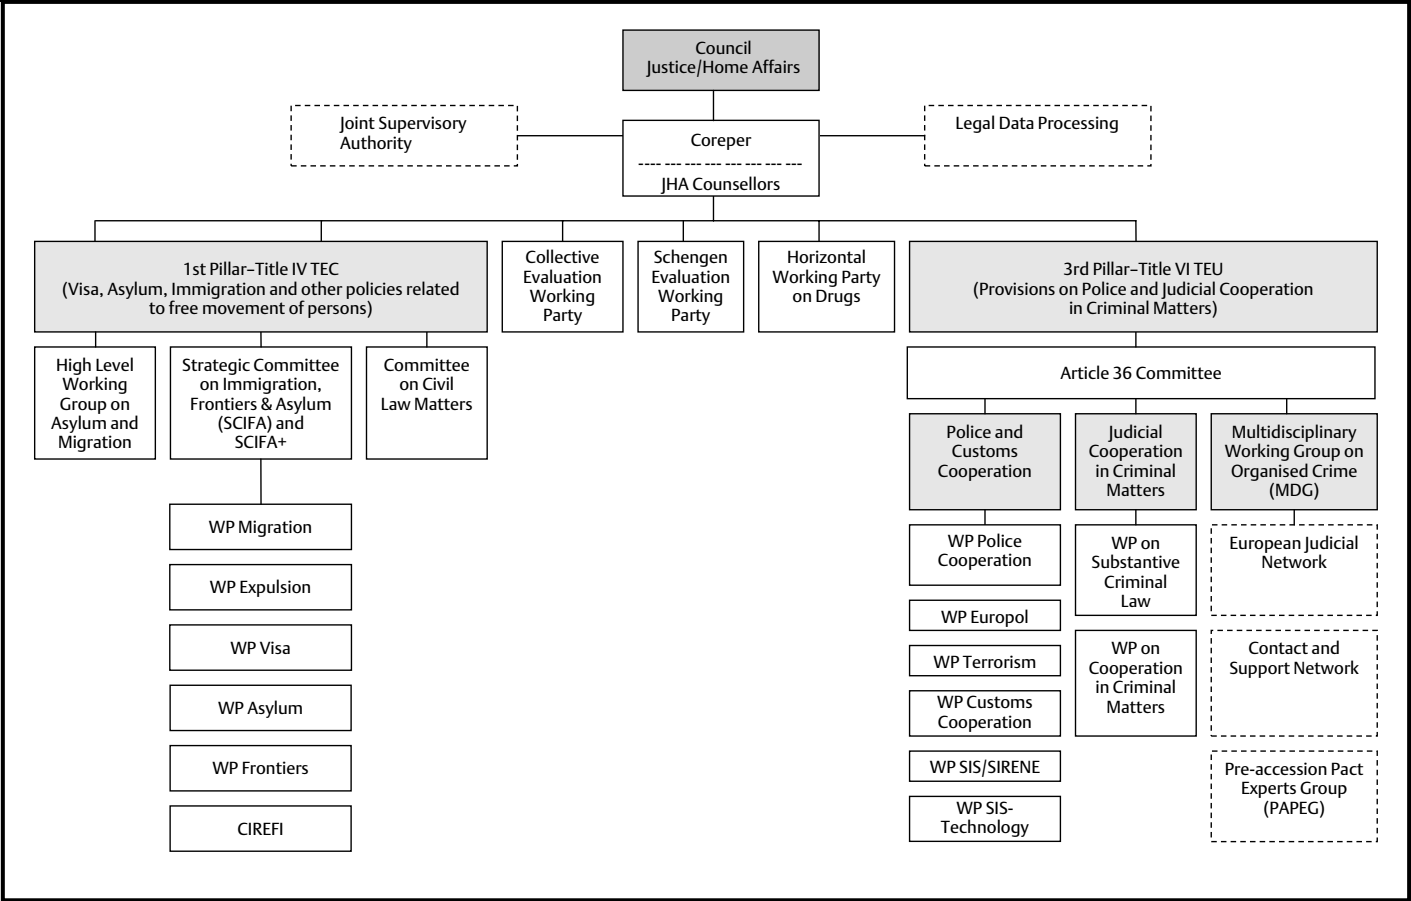 Council
Justice/Home Affairs
Joint Supervisory
Authority
Coreper
---- --- --- --- --- --- --- ---
JHA Counsellors
Legal Data Processing
1st Pillar–Title IV TEC
(Visa, Asylum, Immigration and other policies related
to free movement of persons)
Collective
Evaluation
Working
Party
Schengen
Evaluation
Working
Party
Horizontal
Working Party
on Drugs
3rd Pillar–Title VI TEU
(Provisions on Police and Judicial Cooperation
in Criminal Matters)
High Level
Working
Group on
Asylum and
Migration
Strategic Committee
on Immigration,
Frontiers & Asylum
(SCIFA) and
SCIFA+
Committee
on Civil
Law Matters
WP Migration
WP Expulsion
WP Visa
WP Asylum
WP Frontiers
CIREFI
Article 36 Committee
Police and
Customs
Cooperation
WP Police
Cooperation
WP Europol
WP Terrorism
WP Customs
Cooperation
WP SIS/SIRENE
WP SIS-
Technology
Judicial
Cooperation
in Criminal
Matters
WP on
Substantive
Criminal
Law
WP on
Cooperation
in Criminal
Matters
Multidisciplinary
Working Group on
Organised Crime
(MDG)
European Judicial
Network
Contact and
Support Network
Pre-accession Pact
Experts Group
(PAPEG)